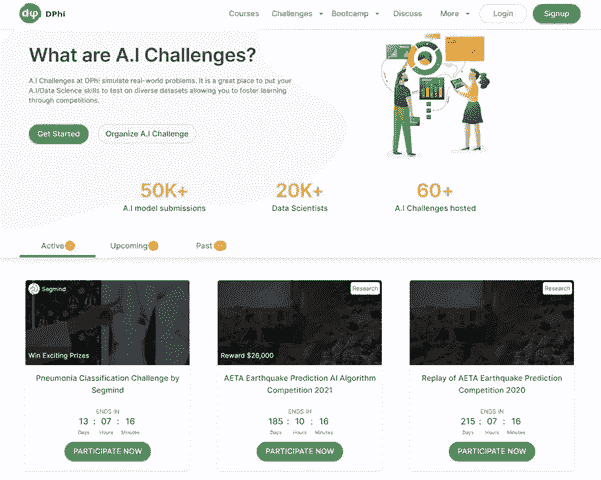 DPhi
Courses Challenges Bootcamp Discuss More Login Signup
What are A.I Challenges?
A.I Challenges at DPhi simulate real-world problems. It is a great place to put your
A.I/Data Science skills to test on diverse datasets allowing you to foster learning
through competitions.
Get Started Organize A.I Challenge
50K+ 20K+ 60+
A.I model submissions Data Scientists A.I Challenges hosted
Active Upcoming Past
Segmind Research Research
Win Exciting Prizes Reward $26,000
Pneumonia Classification Challenge by
Segmind
ENDS IN
13 : 07 : 16
Days Hours Minutes
PARTICIPATE NOW
AETA Earthquake Prediction AI Algorithm
Competition 2021
ENDS IN
185 : 10 : 16
Days Hours Minutes
PARTICIPATE NOW
Replay of AETA Earthquake Prediction
Competition 2020
ENDS IN
215 : 07 : 16
Days Hours Minutes
PARTICIPATE NOW